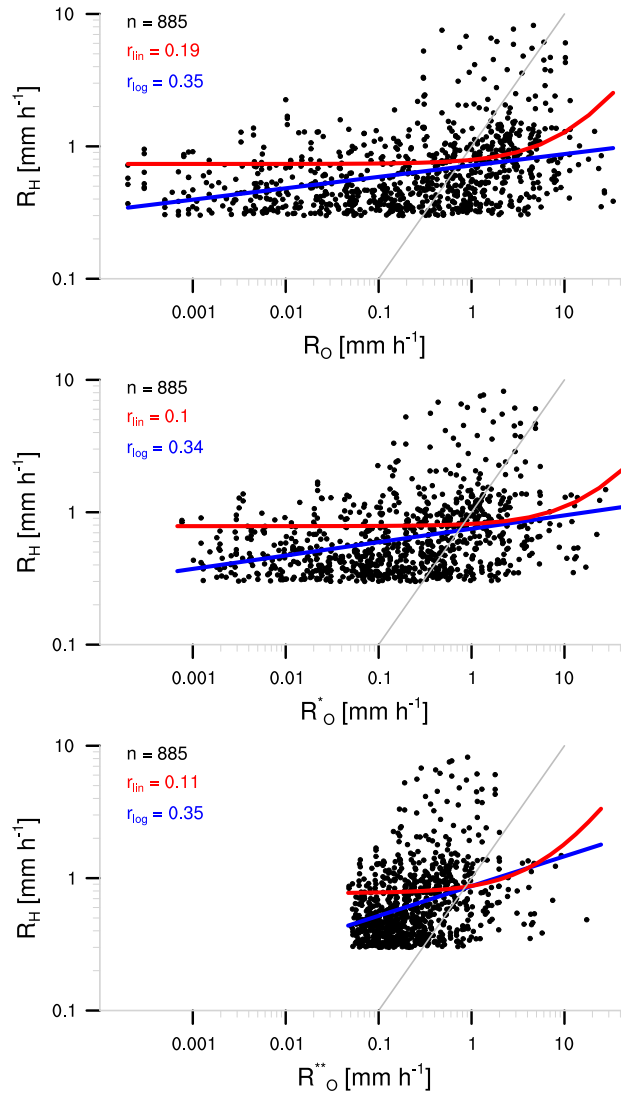 10
1
0.1
R_H [mm h⁻¹]
n = 885
r_lin = 0.19
r_log = 0.35
0.001 0.01 0.1 1 10
R_O [mm h⁻¹]
10
1
0.1
R_H [mm h⁻¹]
n = 885
r_lin = 0.1
r_log = 0.34
0.001 0.01 0.1 1 10
R*_O [mm h⁻¹]
10
1
0.1
R_H [mm h⁻¹]
n = 885
r_lin = 0.11
r_log = 0.35
0.001 0.01 0.1 1 10
R**_O [mm h⁻¹]